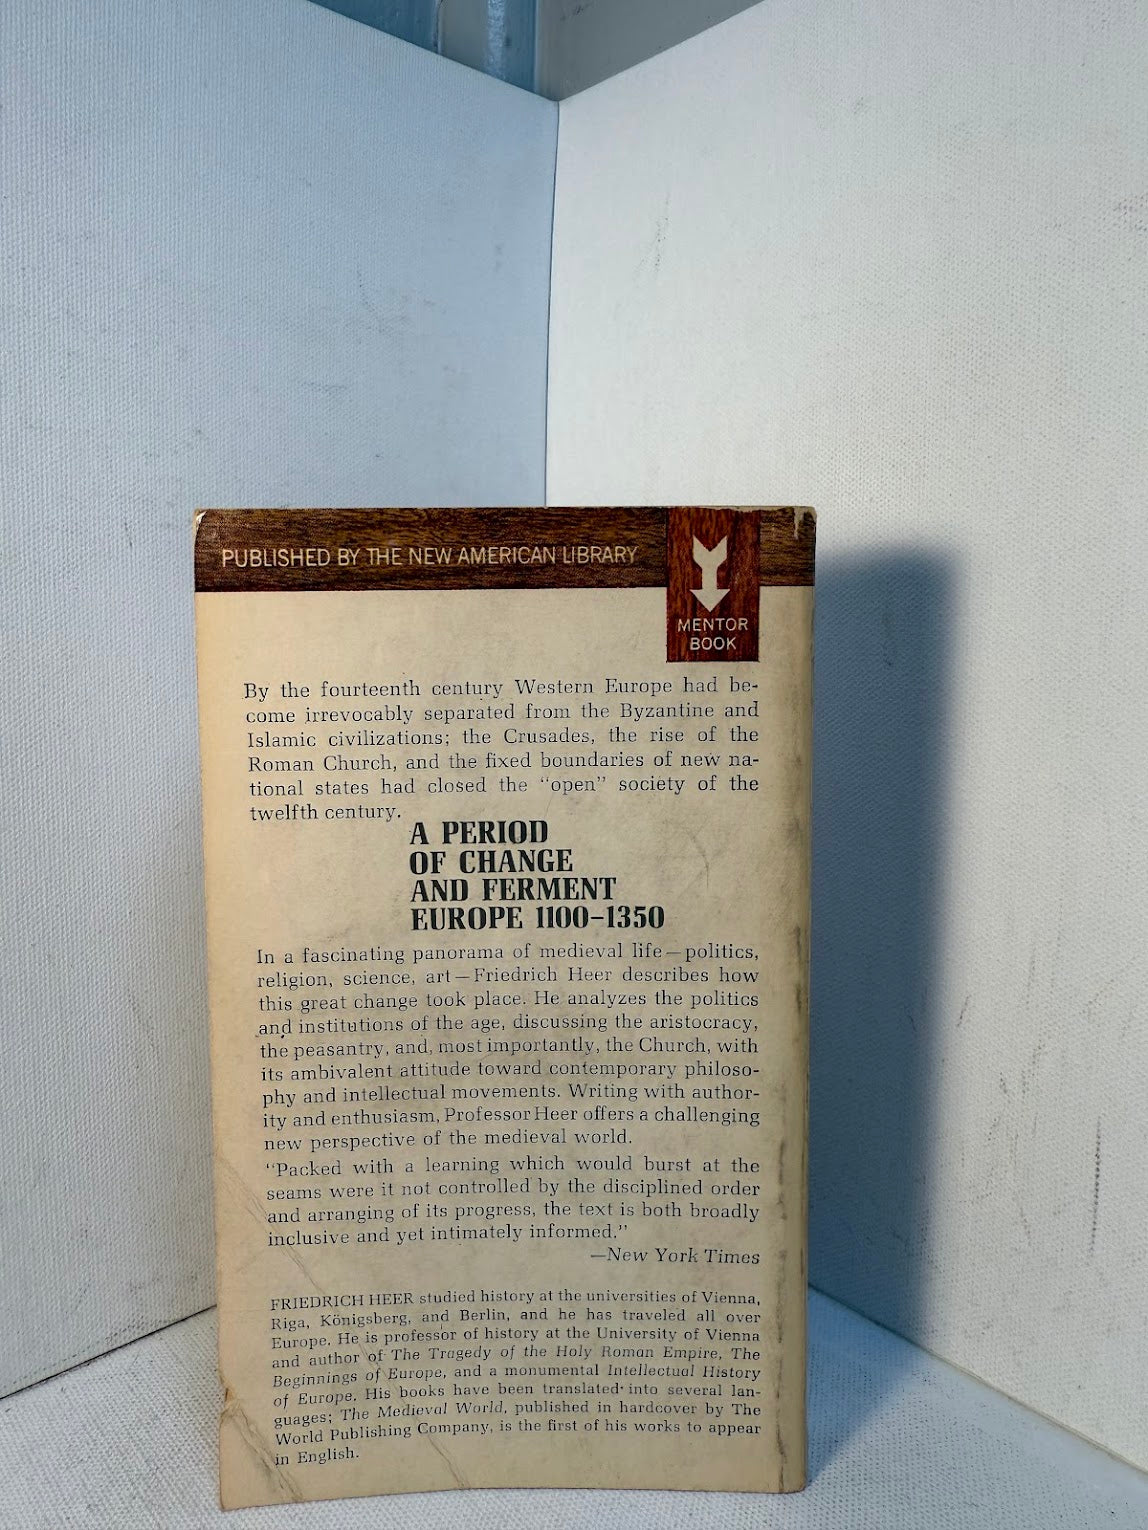 PUBLISHED BY THE NEW AMERICAN LIBRARY
MENTOR
BOOK
By the fourteenth century Western Europe had be-
come irrevocably separated from the Byzantine and
Islamic civilizations; the Crusades, the rise of the
Roman Church, and the fixed boundaries of new na-
tional states had closed the “open” society of the
twelfth century.
A PERIOD
OF CHANGE
AND FERMENT
EUROPE 1100–1350
In a fascinating panorama of medieval life—politics,
religion, science, art—Friedrich Heer describes how
this great change took place. He analyzes the politics
and institutions of the age, discussing the aristocracy,
the peasantry, and, most importantly, the Church, with
its ambivalent attitude toward contemporary philoso-
phy and intellectual movements. Writing with author-
ity and enthusiasm, Professor Heer offers a challenging
new perspective of the medieval world.
“Packed with a learning which would burst at the
seams were it not controlled by the disciplined order
and arranging of its progress, the text is both broadly
inclusive and yet intimately informed.”
—New York Times
FRIEDRICH HEER studied history at the universities of Vienna,
Riga, Königsberg, and Berlin, and he has traveled all over
Europe. He is professor of history at the University of Vienna
and author of The Tragedy of the Holy Roman Empire, The
Beginnings of Europe, and a monumental Intellectual History
of Europe. His books have been translated into several lan-
guages; The Medieval World, published in hardcover by The
World Publishing Company, is the first of his works to appear
in English.